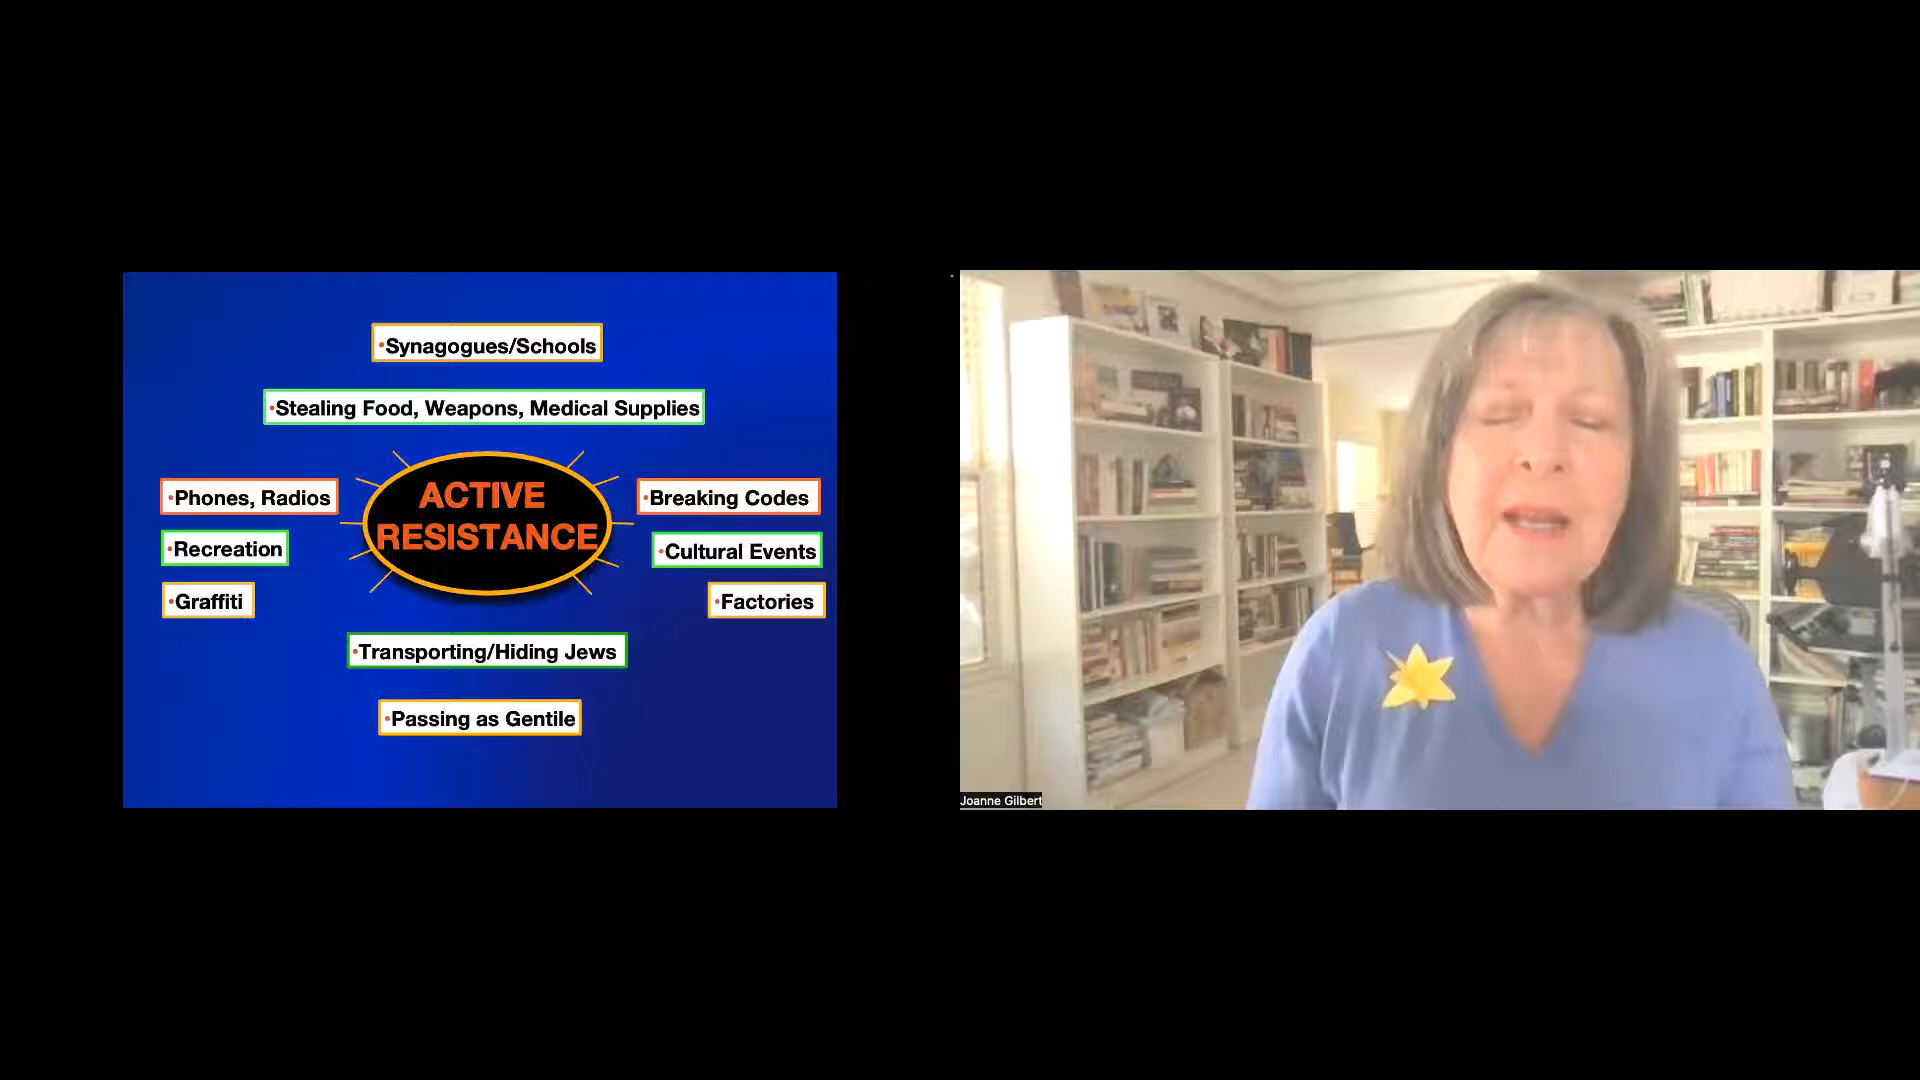 •Synagogues/Schools
•Stealing Food, Weapons, Medical Supplies
ACTIVE
RESISTANCE
•Phones, Radios
•Recreation
•Graffiti
•Breaking Codes
•Cultural Events
•Factories
•Transporting/Hiding Jews
•Passing as Gentile
Joanne Gilbert